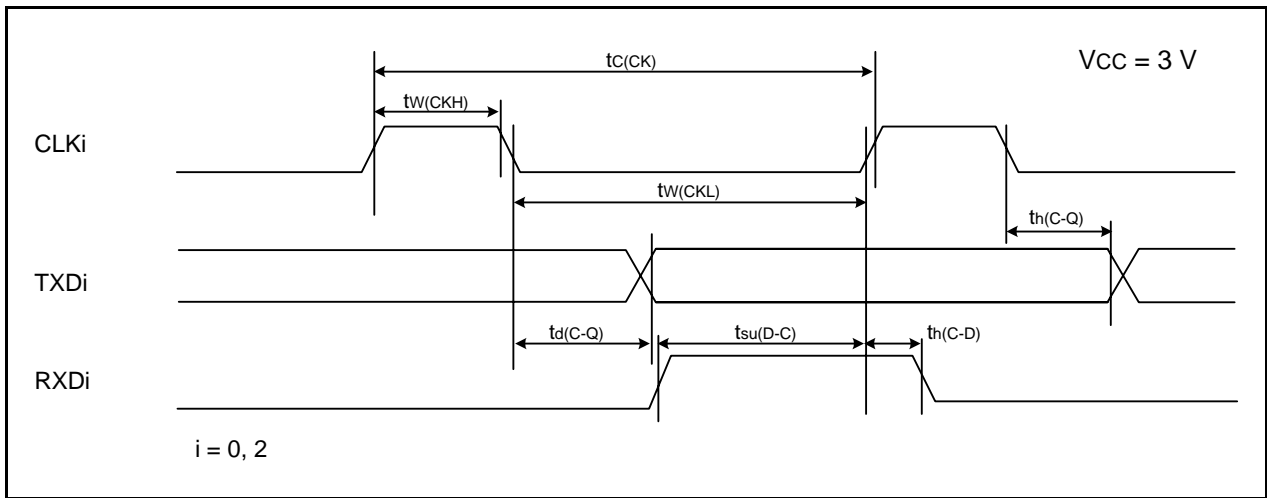 tC(CK)
VCC = 3 V
tW(CKH)
CLKi
tW(CKL)
th(C-Q)
TXDi
td(C-Q)
tsu(D-C)
th(C-D)
RXDi
i = 0, 2